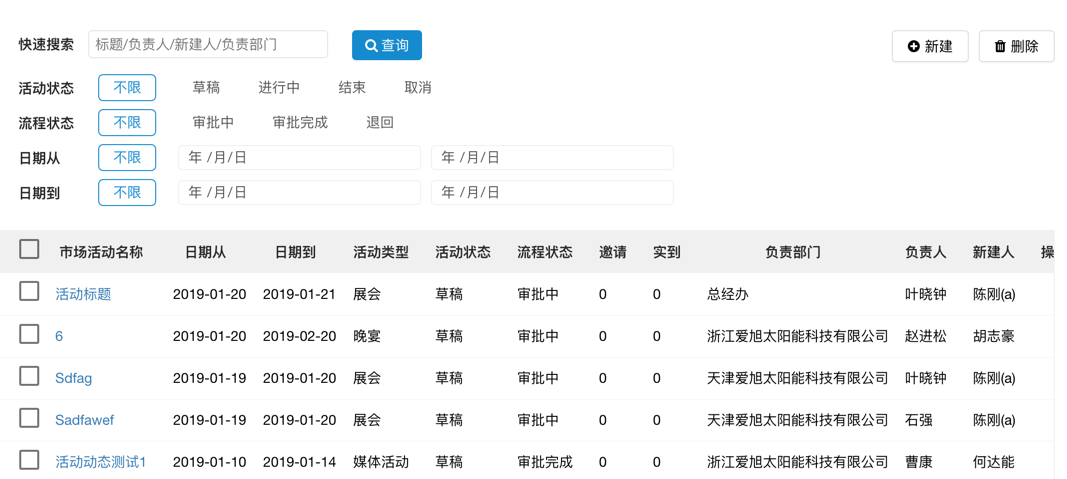 快速搜索 标题/负责人/新建人/负责部门 查询 新建 删除
活动状态 不限 草稿 进行中 结束 取消
流程状态 不限 审批中 审批完成 退回
日期从 不限 年 /月/日 年 /月/日
日期到 不限 年 /月/日 年 /月/日
市场活动名称 日期从 日期到 活动类型 活动状态 流程状态 邀请 实到 负责部门 负责人 新建人 操
活动标题 2019-01-20 2019-01-21 展会 草稿 审批中 0 0 总经办 叶晓钟 陈刚(a)
6 2019-01-20 2019-02-20 晚宴 草稿 审批中 0 0 浙江爱旭太阳能科技有限公司 赵进松 胡志豪
Sdfag 2019-01-19 2019-01-20 展会 草稿 审批中 0 0 天津爱旭太阳能科技有限公司 叶晓钟 陈刚(a)
Sadfawef 2019-01-19 2019-01-20 展会 草稿 审批中 0 0 天津爱旭太阳能科技有限公司 石强 陈刚(a)
活动动态测试1 2019-01-10 2019-01-14 媒体活动 草稿 审批完成 0 0 浙江爱旭太阳能科技有限公司 曹康 何达能